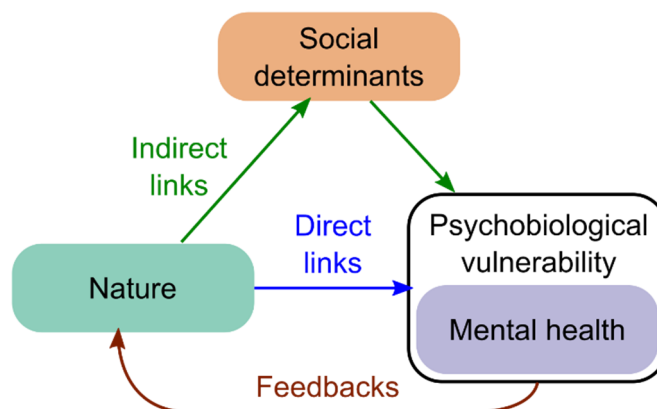 Social
determinants
Indirect
links
Direct
links
Psychobiological
vulnerability
Nature
Mental health
Feedbacks